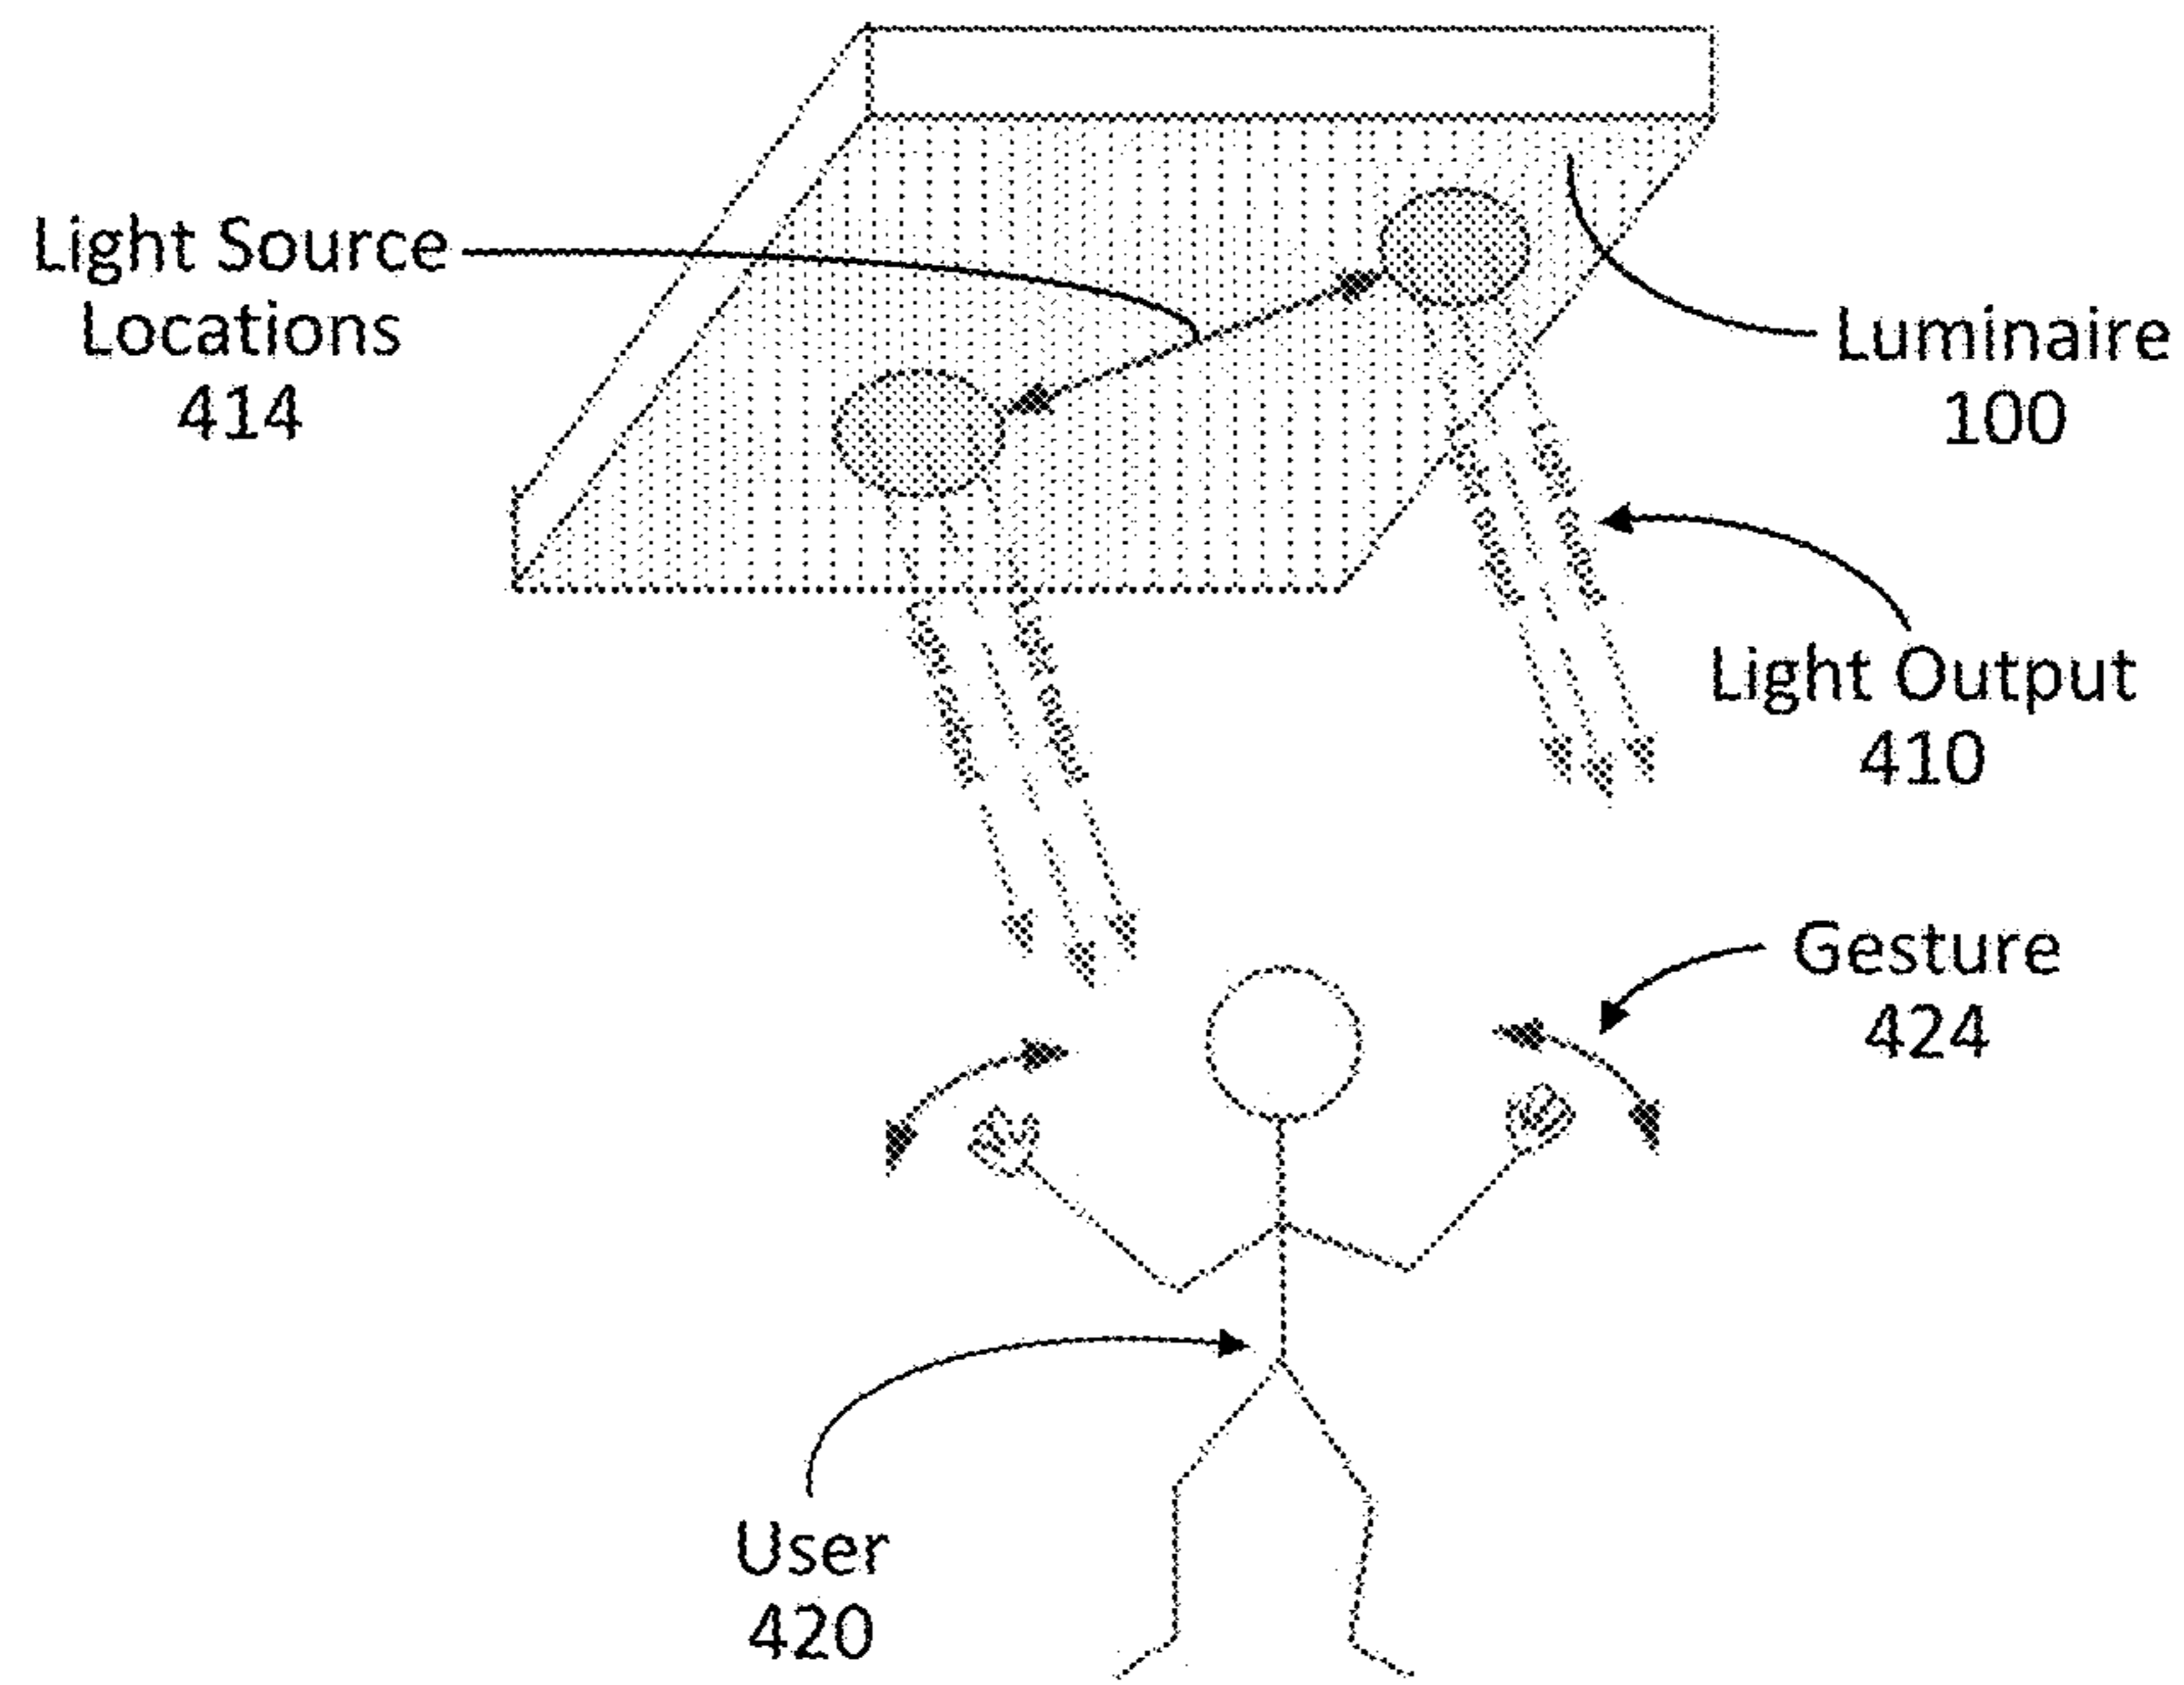 Light Source
Locations
414
Luminaire
100
Light Output
410
Gesture
424
User
420